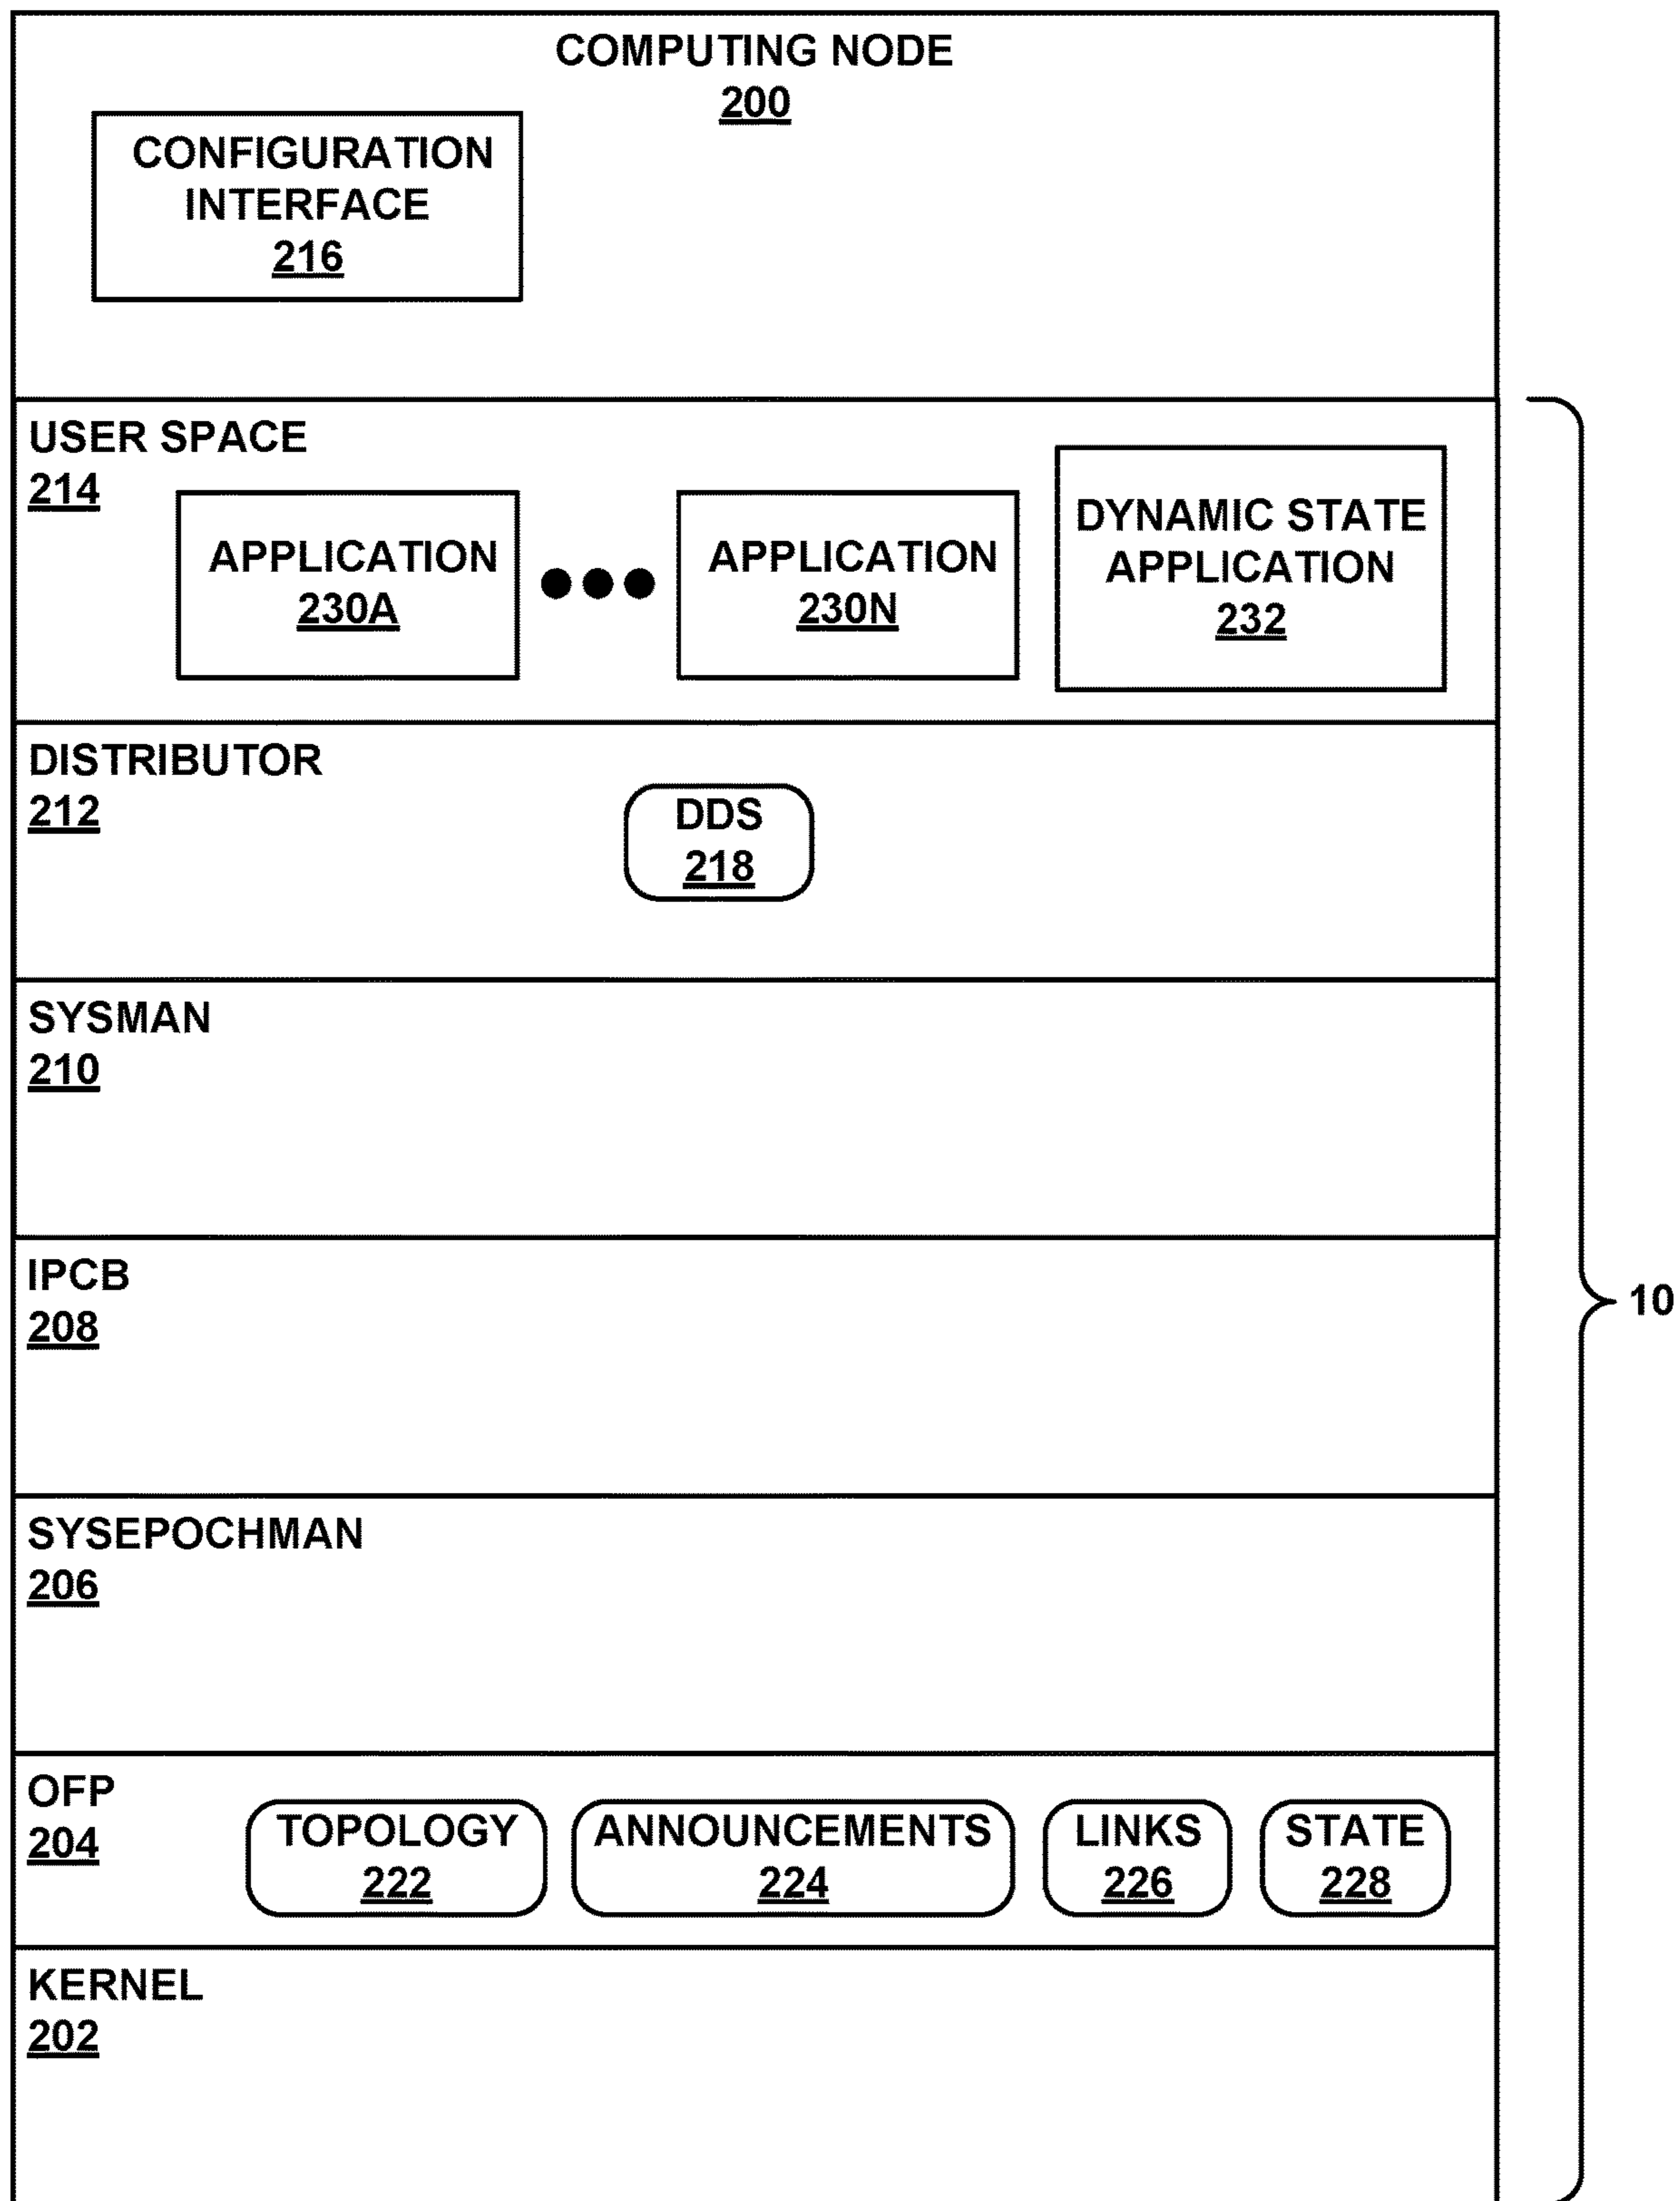 COMPUTING NODE
200
CONFIGURATION
INTERFACE
216
USER SPACE
214
APPLICATION
230A
APPLICATION
230N
DYNAMIC STATE
APPLICATION
232
DISTRIBUTOR
212
DDS
218
SYSMAN
210
IPCB
208
10
SYSEPOCHMAN
206
OFP
204
TOPOLOGY
222
ANNOUNCEMENTS
224
LINKS
226
STATE
228
KERNEL
202